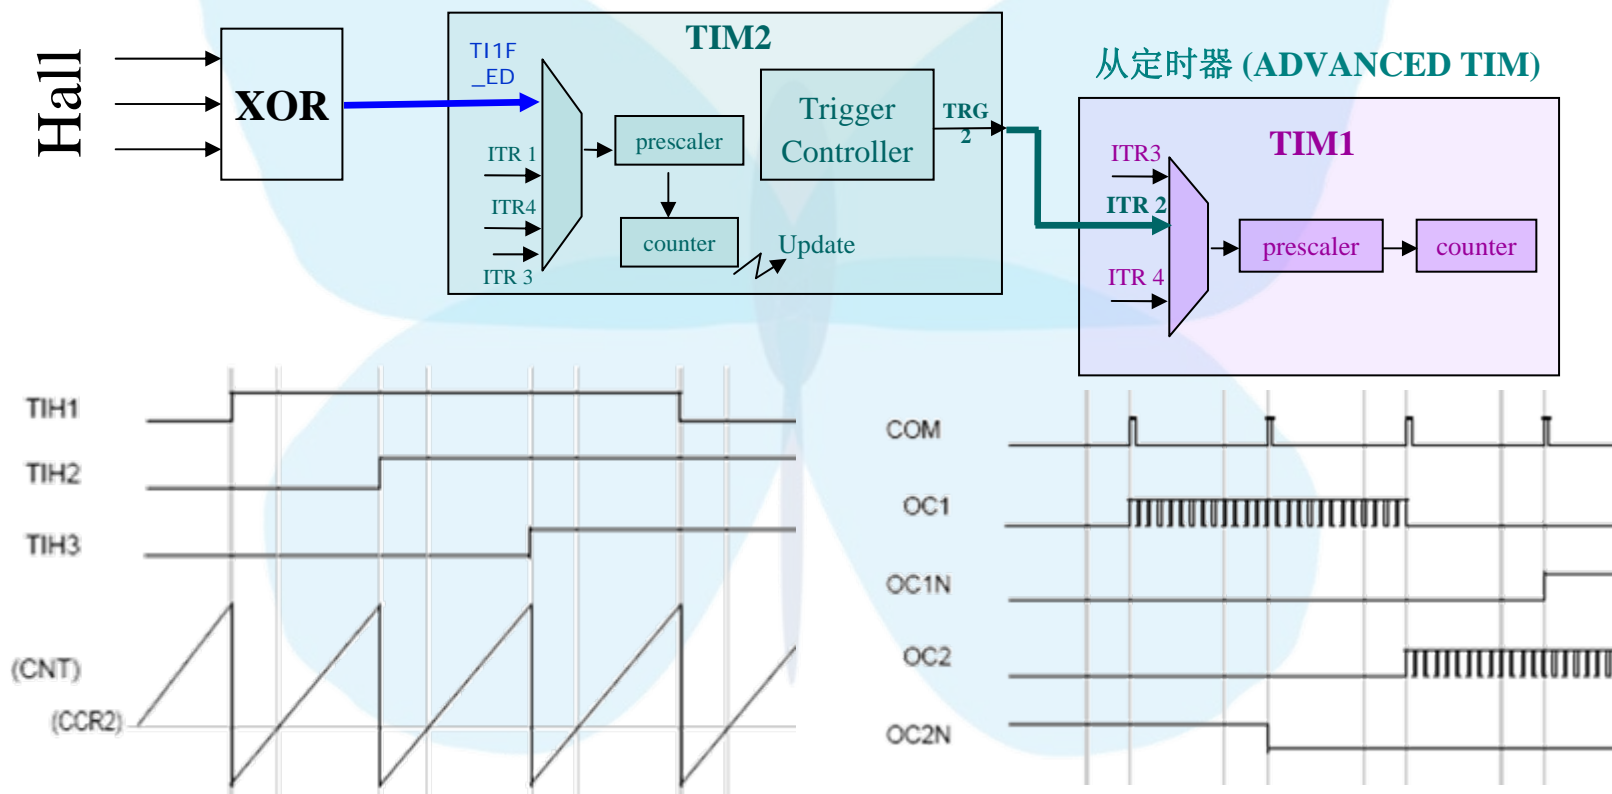 Hall
XOR
TIM2
TI1F
_ED
ITR 1
ITR4
ITR 3
prescaler
counter
Update
Trigger
Controller
TRG
2
从定时器 (ADVANCED TIM)
TIM1
ITR3
ITR 2
ITR 4
prescaler
counter
TIH1
TIH2
TIH3
(CNT)
(CCR2)
COM
OC1
OC1N
OC2
OC2N